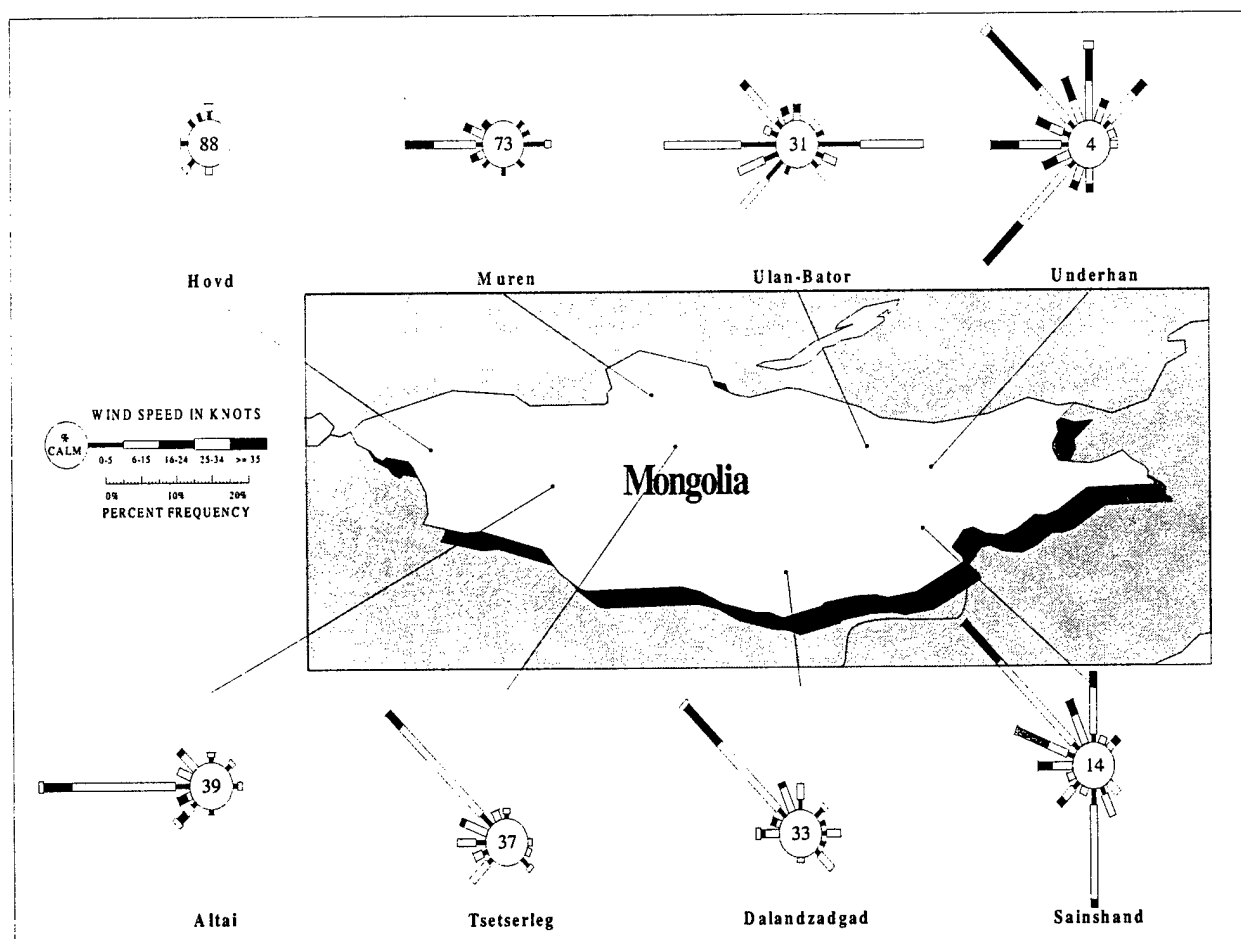 88
73
31
4
Hovd
Muren
Ulan-Bator
Underhan
WIND SPEED IN KNOTS
% CALM
0-5 6-15 16-24 25-34 >= 35
0% 10% 20%
PERCENT FREQUENCY
Mongolia
39
37
33
14
Altai
Tsetserleg
Dalandzadgad
Sainshand